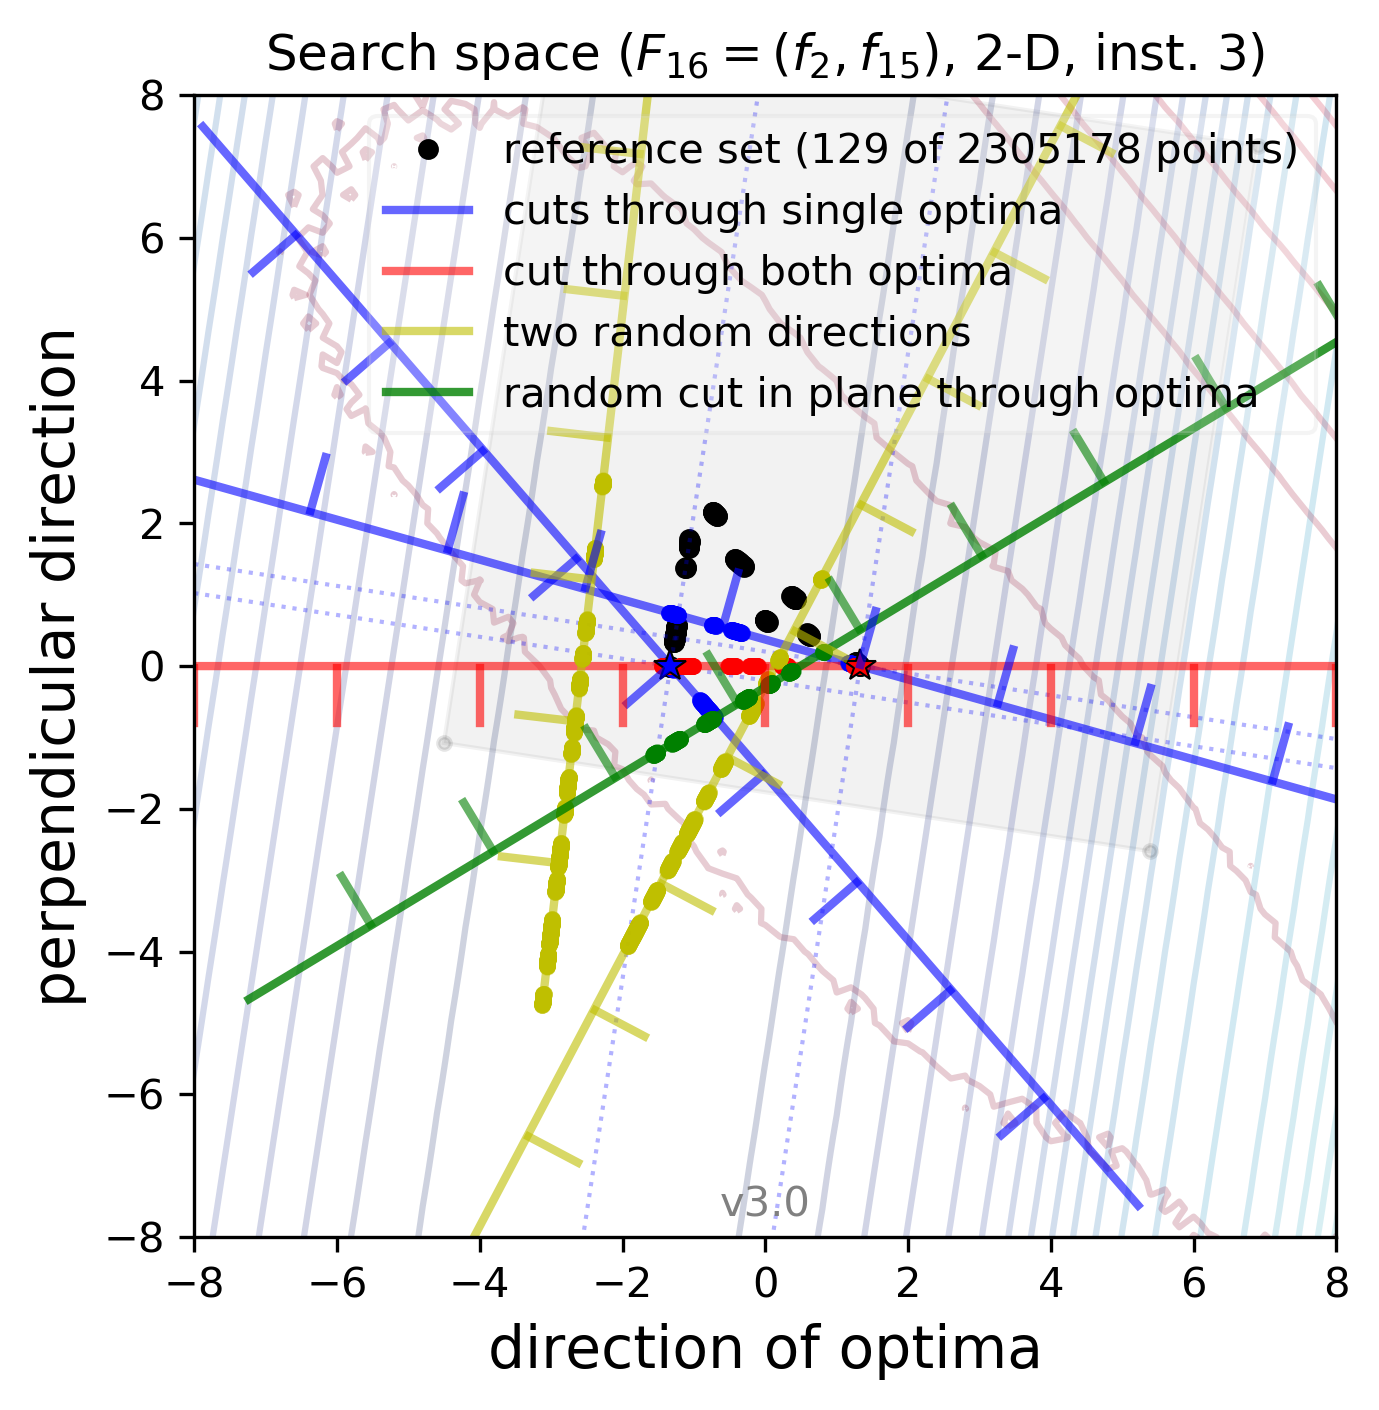 Search space (F₁₆ = (f₂, f₁₅), 2-D, inst. 3)
reference set (129 of 2305178 points)
cuts through single optima
cut through both optima
two random directions
random cut in plane through optima
perpendicular direction
8
6
4
2
0
−2
−4
−6
−8
v3.0
−8 −6 −4 −2 0 2 4 6 8
direction of optima